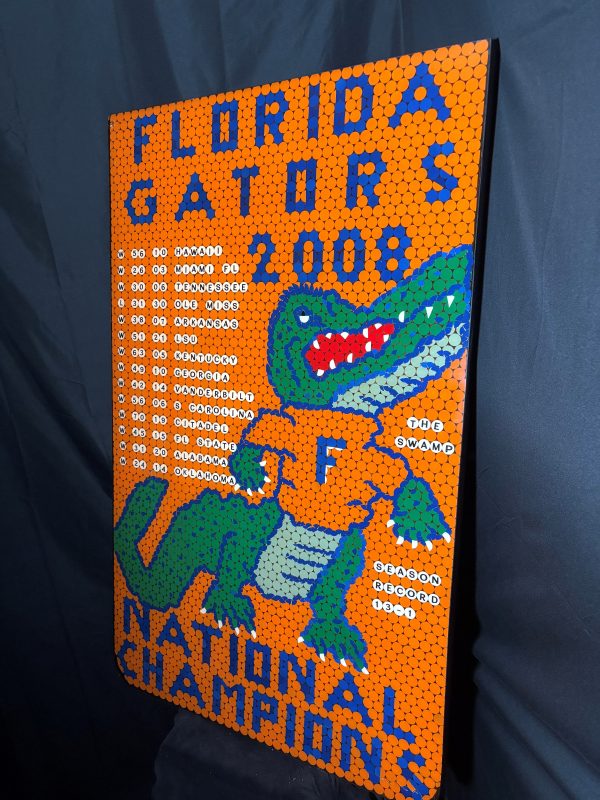 FLORIDA
GATORS
2008
W 56 10 HAWAII
W 26 03 MIAMI FL
W 30 06 TENNESSEE
L 31 30 OLE MISS
W 38 07 ARKANSAS
W 51 21 LSU
W 63 05 KENTUCKY
W 49 10 GEORGIA
W 42 14 VANDERBILT
W 56 06 S CAROLINA
W 70 19 CITADEL
W 45 15 FL STATE
W 31 20 ALABAMA
W 24 14 OKLAHOMA
THE
SWAMP
F
SEASON
RECORD
13-1
NATIONAL
CHAMPIONS